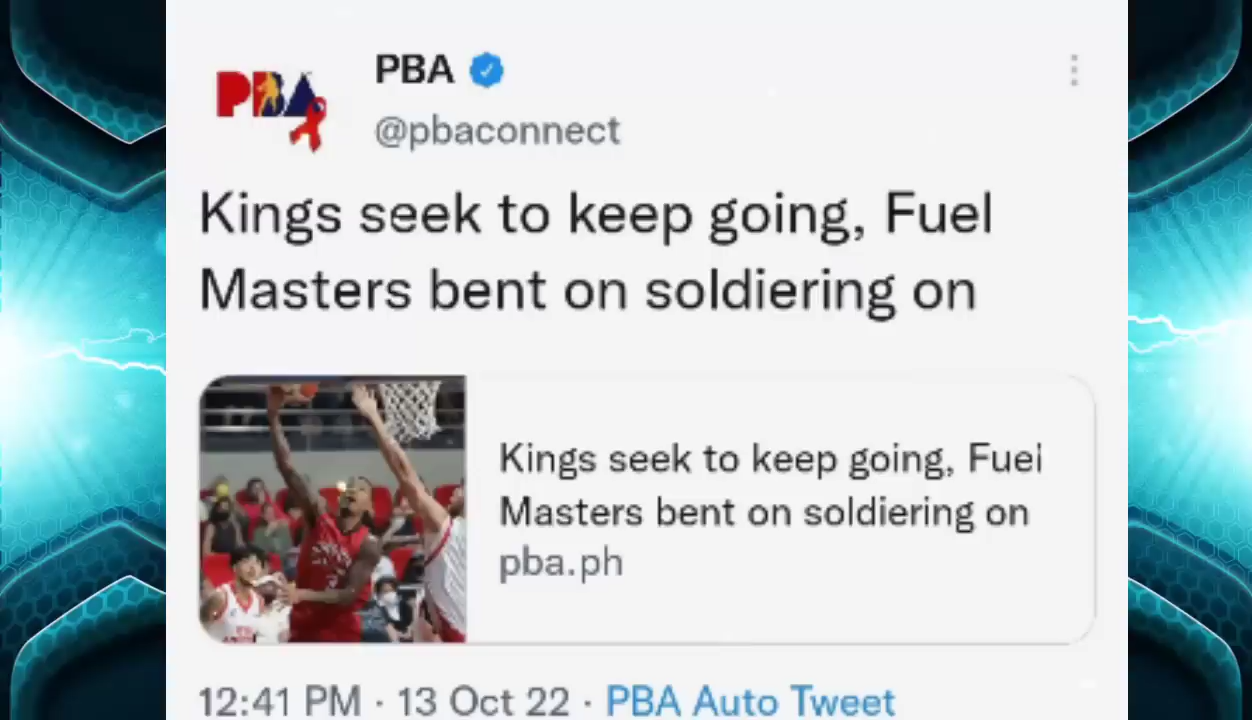 PBA
PBA
@pbaconnect
Kings seek to keep going, Fuel
Masters bent on soldiering on
Kings seek to keep going, Fuel
Masters bent on soldiering on
pba.ph
12:41 PM · 13 Oct 22 · PBA Auto Tweet